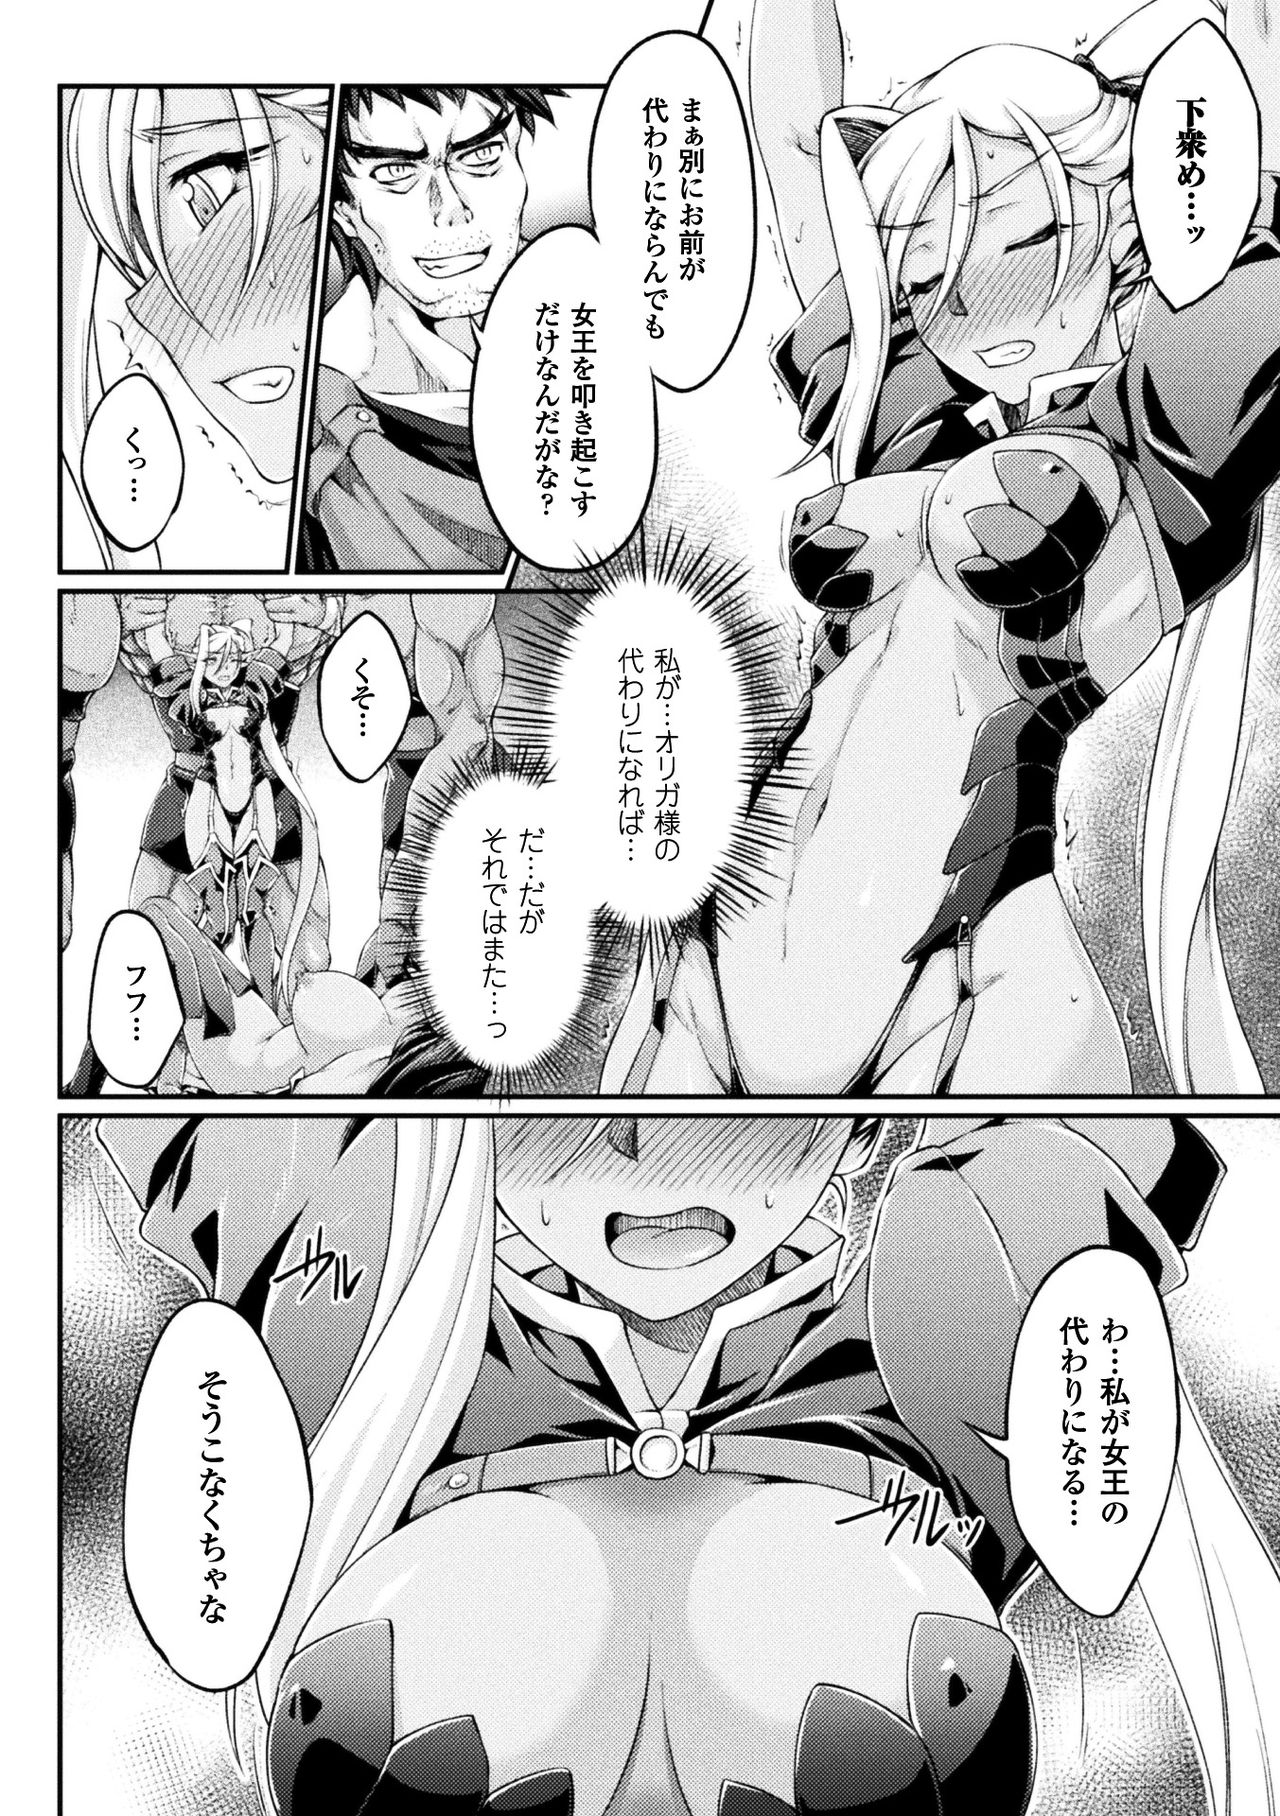 下衆め…ッ
まぁ別にお前が
代わりにならんでも
女王を叩き起こす
だけなんだがな？
くっ…
私が…オリガ様の
代わりになれば…
だ…だが
それではまた…っ
くそ…
フフ…
わ…私が女王の
代わりになる…
ブルッ
ブル
そうこなくちゃな